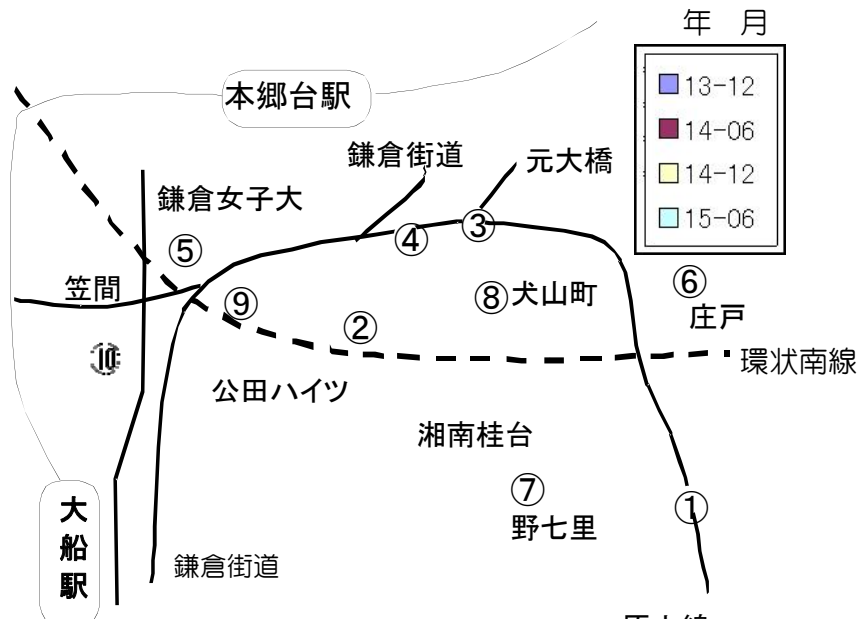 年 月
13-12
14-06
14-12
15-06
本郷台駅
鎌倉街道
元大橋
鎌倉女子大
③
④
⑤
笠間
⑥
庄戸
⑧犬山町
⑨
②
⑩
環状南線
公田ハイツ
湘南桂台
⑦
野七里
①
大船駅
鎌倉街道